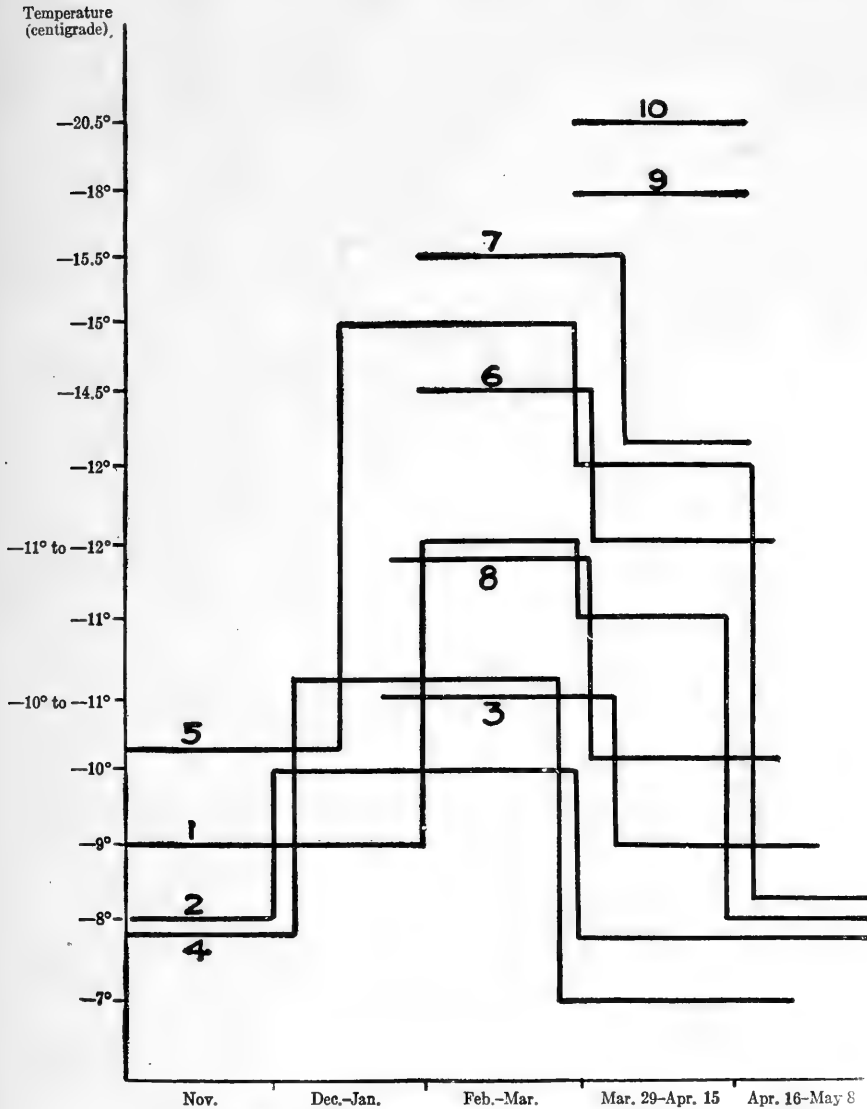 Temperature
(centigrade).
10
—20.5°
9
—18°
7
—15.5°
—15°
6
—14.5°
—12°
—11° to —12°
8
—11°
—10° to —11°
3
5
—10°
1
—9°
2
—8°
4
—7°
Nov.
Dec.-Jan.
Feb.-Mar.
Mar. 29-Apr. 15
Apr. 16-May 8